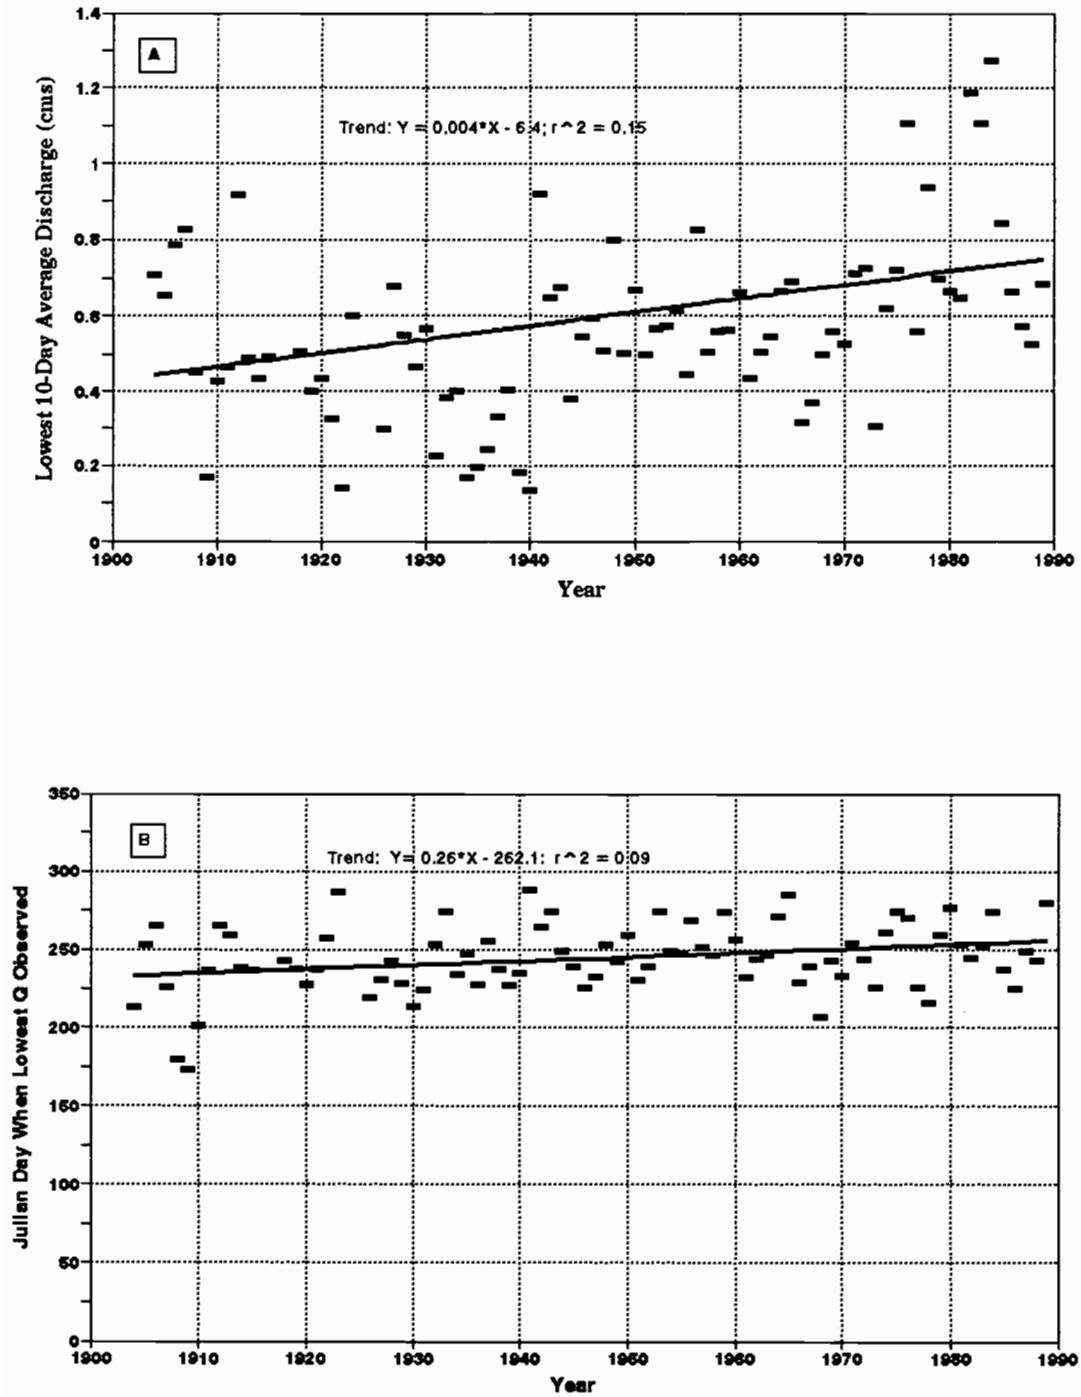 1.4
A
1.2
Trend: Y = 0.004*X - 6.4; r^2 = 0.15
1
0.8
0.6
0.4
0.2
0
Lowest 10-Day Average Discharge (cms)
1900 1910 1920 1930 1940 1950 1960 1970 1980 1990
Year
350
B
Trend: Y= 0.26*X - 262.1: r^2 = 0.09
300
250
200
150
100
50
0
Julian Day When Lowest Q Observed
1900 1910 1920 1930 1940 1950 1960 1970 1980 1990
Year